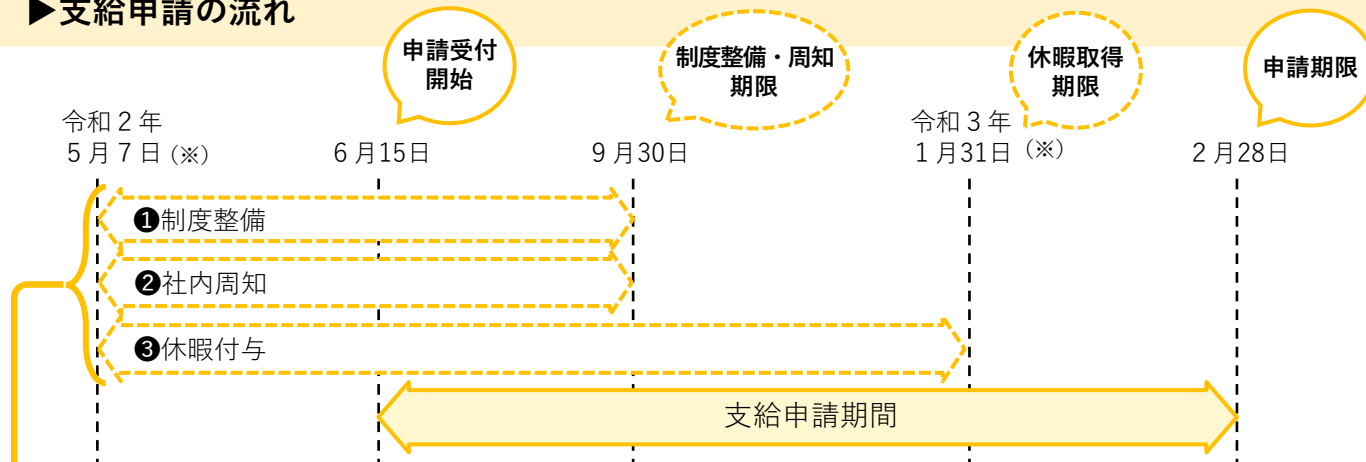 ▶支給申請の流れ
申請受付
開始
制度整備・周知
期限
休暇取得
期限
申請期限
令和２年
５月７日（※）
６月15日
９月30日
令和３年
１月31日（※）
２月28日
❶制度整備
❷社内周知
❸休暇付与
支給申請期間